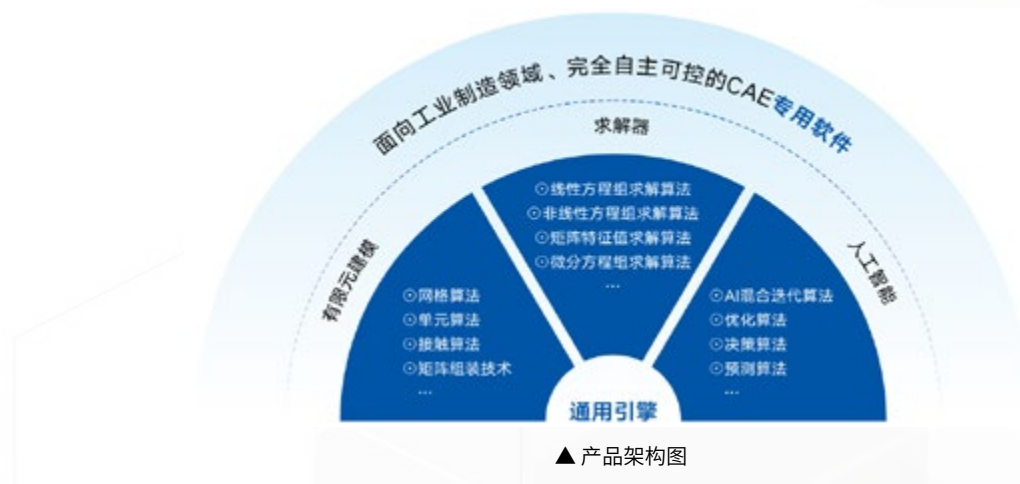 面向工业制造领域、完全自主可控的CAE专用软件
求解器
⊙线性方程组求解算法
⊙非线性方程组求解算法
⊙矩阵特征值求解算法
⊙微分方程组求解算法
...
有限元建模
⊙网格算法
⊙单元算法
⊙接触算法
⊙矩阵组装技术
...
人工智能
⊙AI混合迭代算法
⊙优化算法
⊙决策算法
⊙预测算法
...
通用引擎
▲ 产品架构图